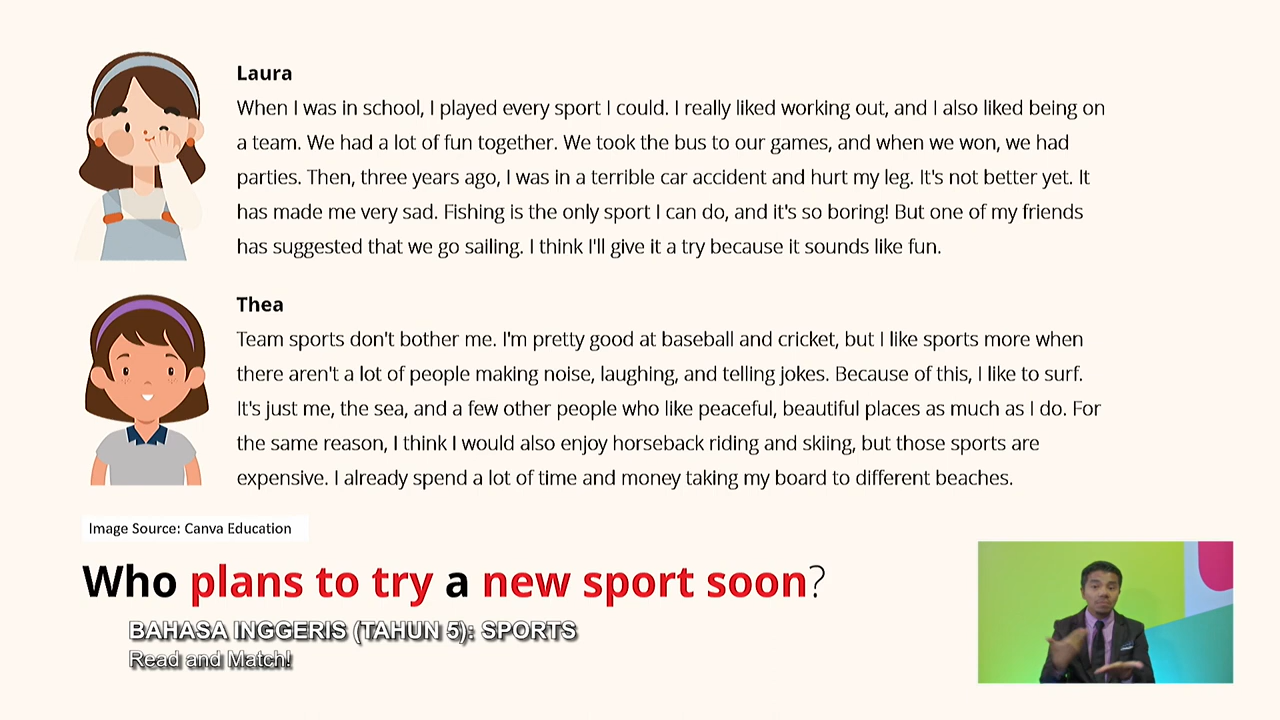 Laura
When I was in school, I played every sport I could. I really liked working out, and I also liked being on
a team. We had a lot of fun together. We took the bus to our games, and when we won, we had
parties. Then, three years ago, I was in a terrible car accident and hurt my leg. It's not better yet. It
has made me very sad. Fishing is the only sport I can do, and it's so boring! But one of my friends
has suggested that we go sailing. I think I'll give it a try because it sounds like fun.
Thea
Team sports don't bother me. I'm pretty good at baseball and cricket, but I like sports more when
there aren't a lot of people making noise, laughing, and telling jokes. Because of this, I like to surf.
It's just me, the sea, and a few other people who like peaceful, beautiful places as much as I do. For
the same reason, I think I would also enjoy horseback riding and skiing, but those sports are
expensive. I already spend a lot of time and money taking my board to different beaches.
Image Source: Canva Education
Who plans to try a new sport soon?
BAHASA INGGERIS (TAHUN 5): SPORTS
Read and Match!